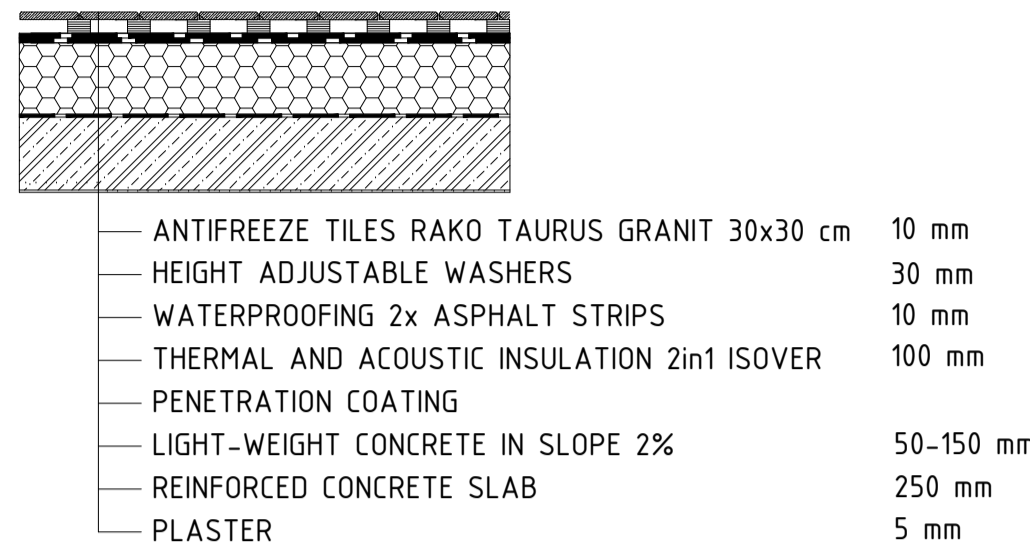 ANTIFREEZE TILES RAKO TAURUS GRANIT 30x30 cm 10 mm
HEIGHT ADJUSTABLE WASHERS 30 mm
WATERPROOFING 2x ASPHALT STRIPS 10 mm
THERMAL AND ACOUSTIC INSULATION 2in1 ISOVER 100 mm
PENETRATION COATING
LIGHT-WEIGHT CONCRETE IN SLOPE 2% 50-150 mm
REINFORCED CONCRETE SLAB 250 mm
PLASTER 5 mm